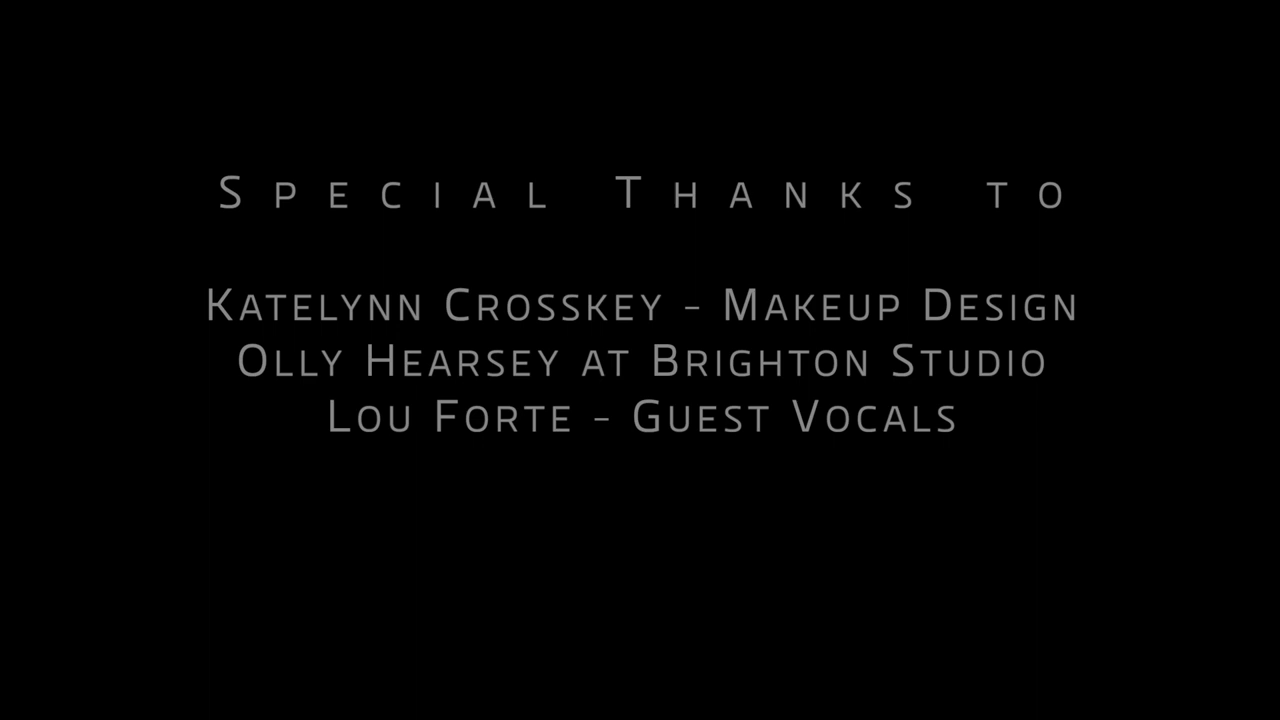 Special Thanks to
Katelynn Crosskey - Makeup Design
Olly Hearsey at Brighton Studio
Lou Forte - Guest Vocals